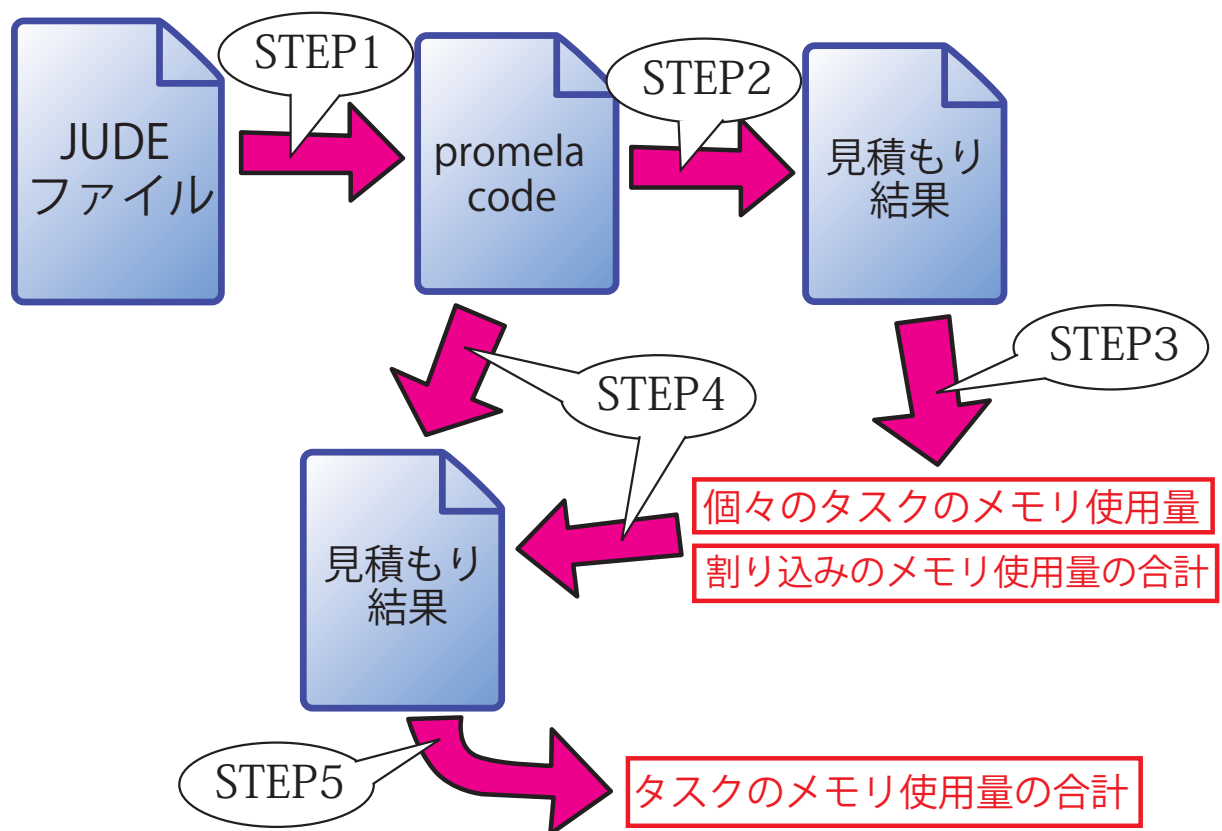 STEP1
STEP2
JUDE
ファイル
promela
code
見積もり
結果
STEP3
STEP4
個々のタスクのメモリ使用量
割り込みのメモリ使用量の合計
見積もり
結果
STEP5
タスクのメモリ使用量の合計